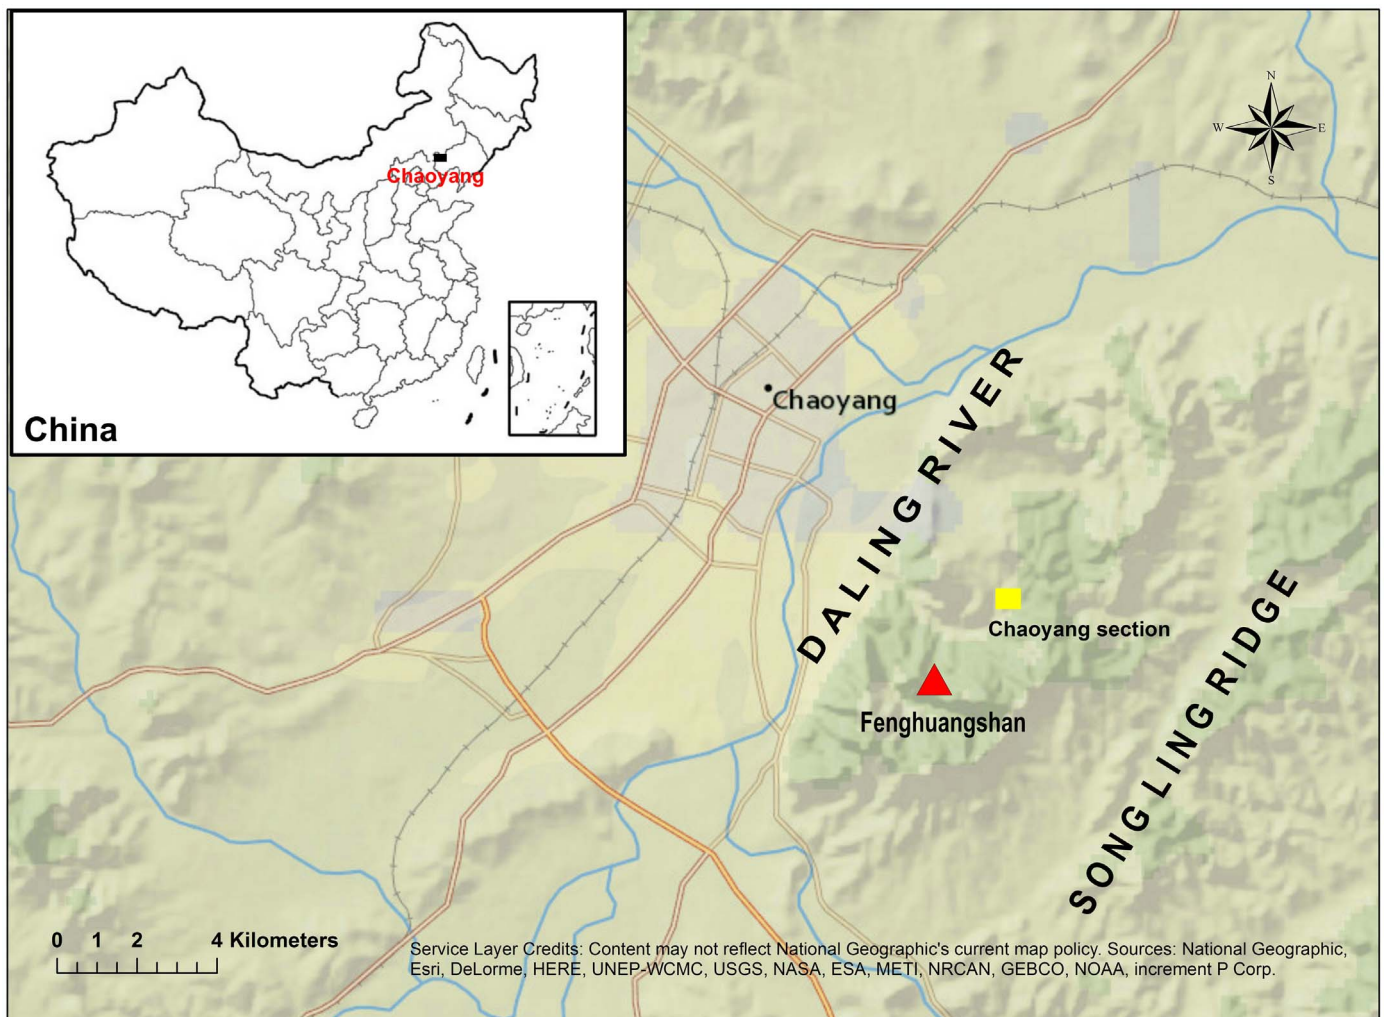 Chaoyang
China
N
W
E
S
Chaoyang
DALING RIVER
Chaoyang section
Fenghuangshan
SONG LING RIDGE
0 1 2 4 Kilometers
Service Layer Credits: Content may not reflect National Geographic's current map policy. Sources: National Geographic,
Esri, DeLorme, HERE, UNEP-WCMC, USGS, NASA, ESA, METI, NRCAN, GEBCO, NOAA, increment P Corp.